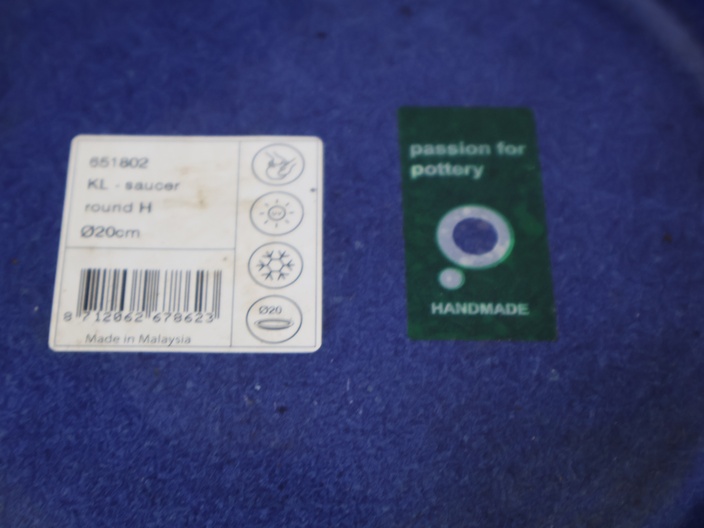 651802
KL - saucer
round H
Ø20cm
8 712062 678623
Made in Malaysia
Ø20
passion for
pottery
HANDMADE